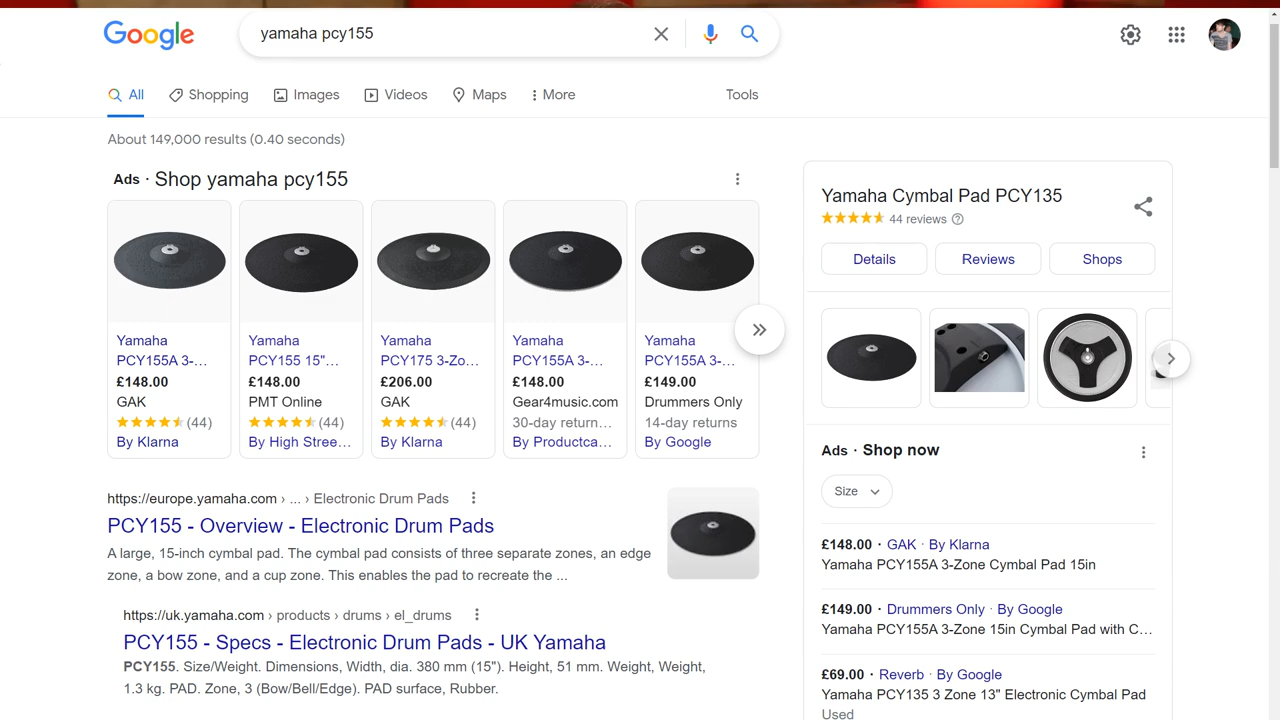 Google
yamaha pcy155
All
Shopping
Images
Videos
Maps
More
Tools
About 149,000 results (0.40 seconds)
Ads · Shop yamaha pcy155
Yamaha
PCY155A 3-...
£148.00
GAK
(44)
By Klarna
Yamaha
PCY155 15"...
£148.00
PMT Online
(44)
By High Stree...
Yamaha
PCY175 3-Zo...
£206.00
GAK
(44)
By Klarna
Yamaha
PCY155A 3-...
£148.00
Gear4music.com
30-day return...
By Productca...
Yamaha
PCY155A 3-...
£149.00
Drummers Only
14-day returns
By Google
https://europe.yamaha.com › ... › Electronic Drum Pads
PCY155 - Overview - Electronic Drum Pads
A large, 15-inch cymbal pad. The cymbal pad consists of three separate zones, an edge
zone, a bow zone, and a cup zone. This enables the pad to recreate the ...
https://uk.yamaha.com › products › drums › el_drums
PCY155 - Specs - Electronic Drum Pads - UK Yamaha
PCY155. Size/Weight. Dimensions, Width, dia. 380 mm (15"). Height, 51 mm. Weight, Weight,
1.3 kg. PAD. Zone, 3 (Bow/Bell/Edge). PAD surface, Rubber.
Yamaha Cymbal Pad PCY135
44 reviews
Details
Reviews
Shops
Ads · Shop now
Size
£148.00 · GAK · By Klarna
Yamaha PCY155A 3-Zone Cymbal Pad 15in
£149.00 · Drummers Only · By Google
Yamaha PCY155A 3-Zone 15in Cymbal Pad with C...
£69.00 · Reverb · By Google
Yamaha PCY135 3 Zone 13" Electronic Cymbal Pad
Used